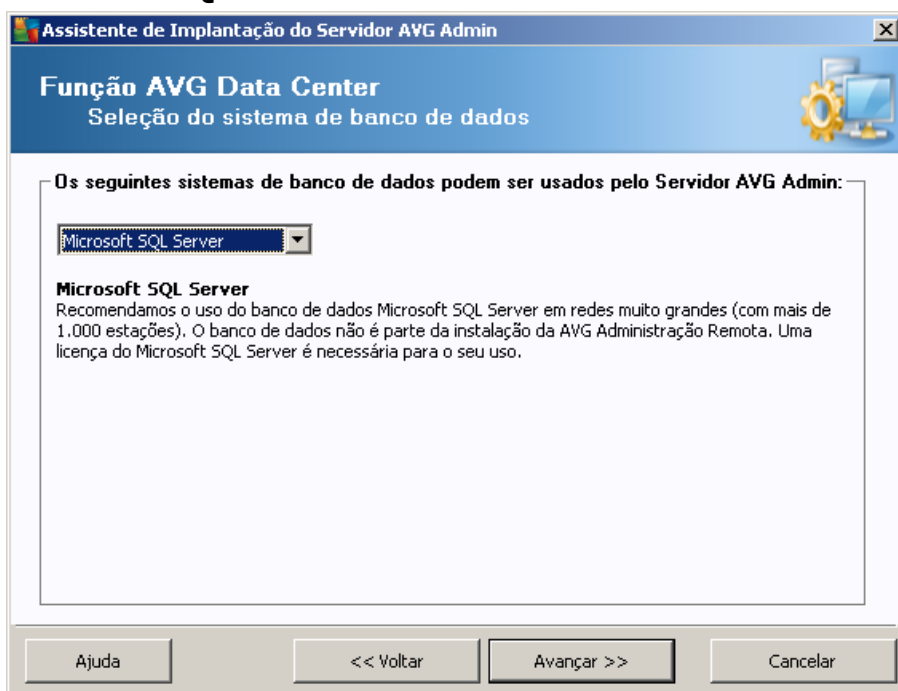 Assistente de Implantação do Servidor AVG Admin
Função AVG Data Center
Seleção do sistema de banco de dados
Os seguintes sistemas de banco de dados podem ser usados pelo Servidor AVG Admin:
Microsoft SQL Server
Microsoft SQL Server
Recomendamos o uso do banco de dados Microsoft SQL Server em redes muito grandes (com mais de
1.000 estações). O banco de dados não é parte da instalação da AVG Administração Remota. Uma
licença do Microsoft SQL Server é necessária para o seu uso.
Ajuda
<< Voltar
Avançar >>
Cancelar